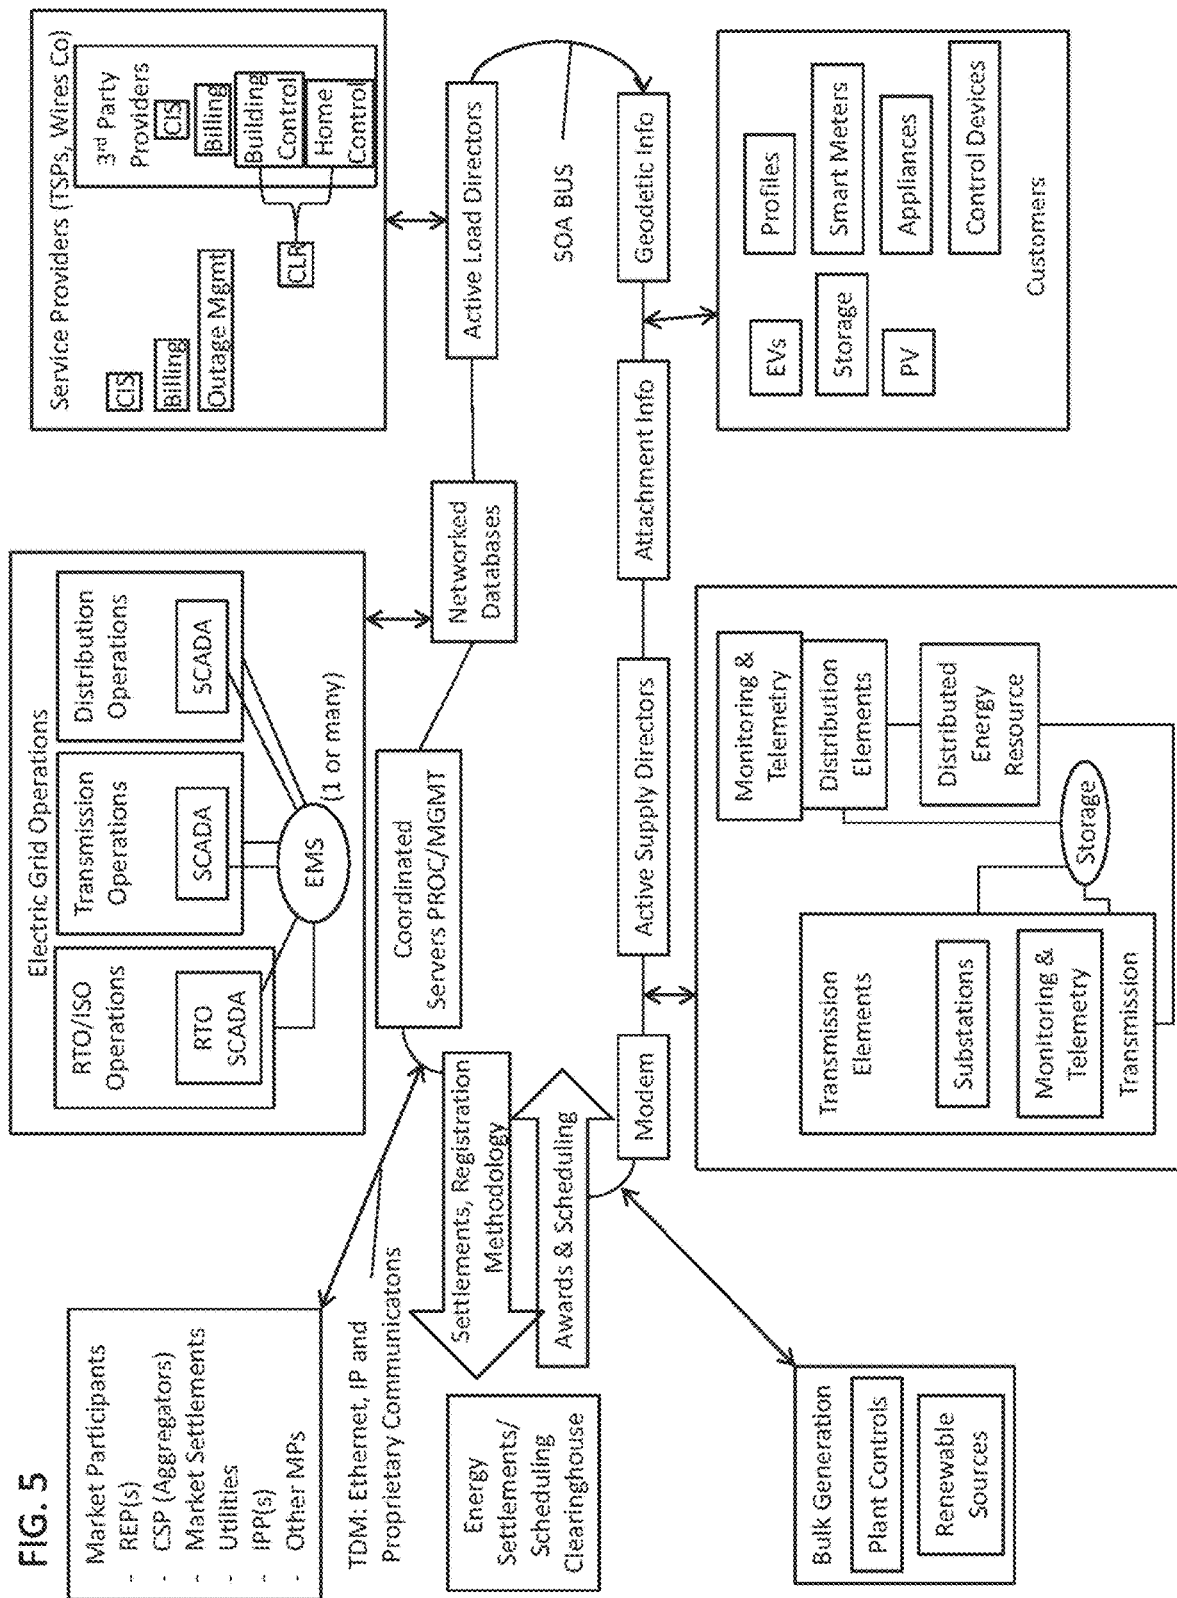 FIG. 5
Market Participants
- REP(s)
- CSP (Aggregators)
- Market Settlements
- Utilities
- IPP(s)
- Other MPs
TDM: Ethernet, IP and
Proprietary Communicatons
Energy
Settlements/
Scheduling
Clearinghouse
Bulk Generation
Plant Controls
Renewable
Sources
Settlements, Registration
Methodology
Awards & Scheduling
Electric Grid Operations
RTO/ISO
Operations
RTO
SCADA
Transmission
Operations
SCADA
Distribution
Operations
SCADA
EMS
(1 or many)
Coordinated
Servers PROC/MGMT
Networked
Databases
Active Load Directors
SOA BUS
Modem
Active Supply Directors
Attachment Info
Geodetic Info
Transmission
Elements
Substations
Monitoring &
Telemetry
Transmission
Storage
Monitoring &
Telemetry
Distribution
Elements
Distributed
Energy
Resource
Service Providers (TSPs, Wires Co)
CIS
Billing
Outage Mgmt
CLR
3rd Party
Providers
CIS
Billing
Building
Control
Home
Control
EVs
Storage
PV
Profiles
Smart Meters
Appliances
Control Devices
Customers